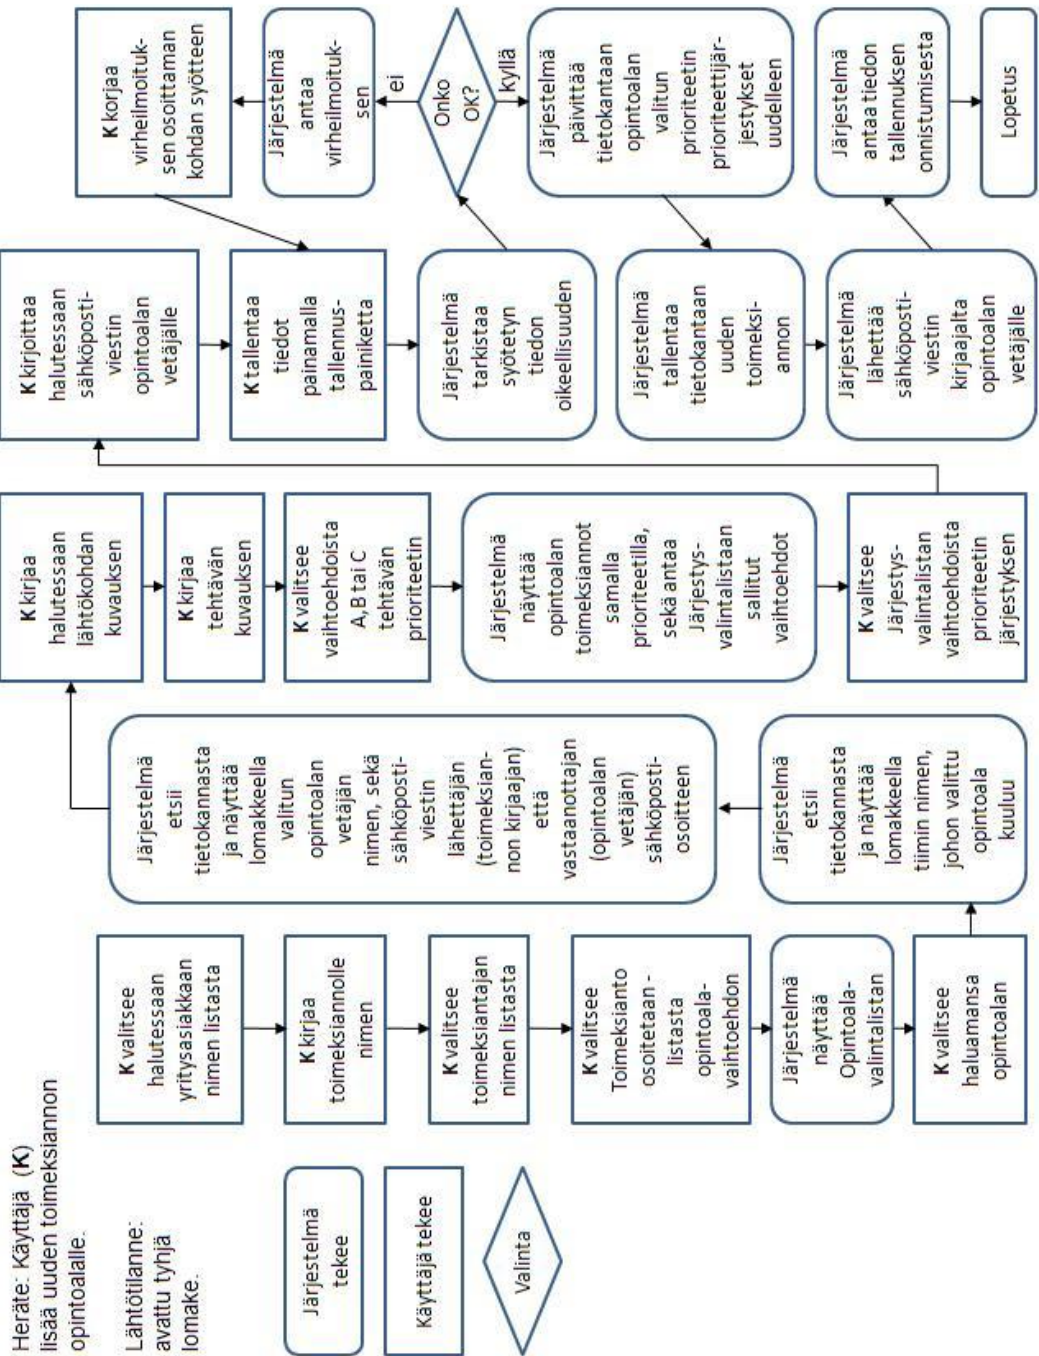 Heräte: Käyttäjä (K)
lisää uuden toimeksiannon
opintoalalle.
Lähtötilanne:
avattu tyhjä
lomake.
Järjestelmä
tekee
Käyttäjä tekee
Valinta
K valitsee
halutessaan
yritysasiakkaan
nimen listasta
K kirjaa
toimeksiannolle
nimen
K valitsee
toimeksiantajan
nimen listasta
K valitsee
Toimeksianto
osoitetaan -
listasta
opintoala-
vaihtoehdon
Järjestelmä
näyttää
Opintoala-
valintalistan
K valitsee
haluamansa
opintoalan
Järjestelmä
etsii
tietokannasta
ja näyttää
lomakkeella
tiimin nimen,
johon valittu
opintoala
kuuluu
Järjestelmä
etsii
tietokannasta
ja näyttää
lomakkeella
valitun
opintoalan
vetäjän
nimen, sekä
sähköposti-
viestin
lähettäjän
(toimeksian-
non kirjaajan)
että
vastaanottajan
(opintoalan
vetäjän)
sähköposti-
osoitteen
K kirjaa
halutessaan
lähtökohdan
kuvauksen
K kirjaa
tehtävän
kuvauksen
K valitsee
vaihtoehdoista
A,B tai C
tehtävän
prioriteetin
Järjestelmä
näyttää
opintoalan
toimeksiannot
samalla
prioriteetilla,
sekä antaa
Järjestys-
valintalistaan
sallitut
vaihtoehdot
K valitsee
Järjestys-
valintalistan
vaihtoehdoista
prioriteetin
järjestyksen
K kirjoittaa
halutessaan
sähköposti-
viestin
opintoalan
vetäjälle
K tallentaa
tiedot
painamalla
tallennus-
painiketta
Järjestelmä
tarkistaa
syötetyn
tiedon
oikeellisuuden
Onko
OK?
ei
Järjestelmä
antaa
virheilmoituk-
sen
K korjaa
virheilmoituk-
sen osoittaman
kohdan syötteen
kyllä
Järjestelmä
päivittää
tietokantaan
opintoalan
valitun
prioriteetin
prioriteettijär-
jestykset
uudelleen
Järjestelmä
tallentaa
tietokantaan
uuden
toimeksi-
annon
Järjestelmä
lähettää
sähköposti-
viestin
kirjaajalta
opintoalan
vetäjälle
Järjestelmä
antaa tiedon
tallennuksen
onnistumisesta
Lopetus